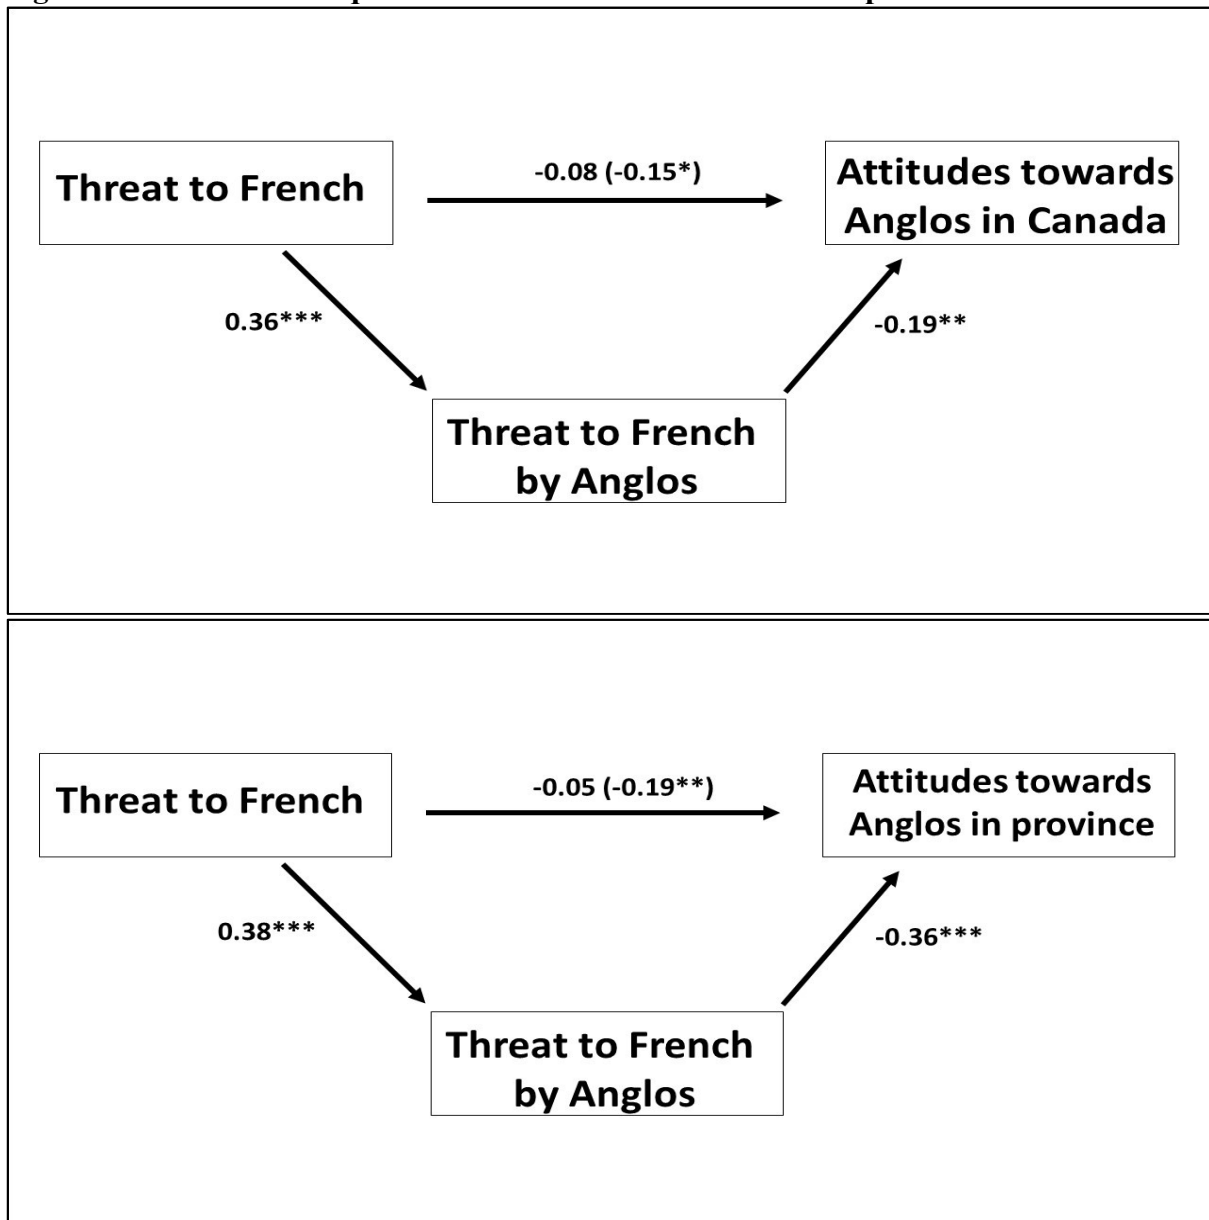 -0.08 (-0.15*)
Threat to French
Attitudes towards
Anglos in Canada
0.36***
-0.19**
Threat to French
by Anglos
-0.05 (-0.19**)
Threat to French
Attitudes towards
Anglos in province
0.38***
-0.36***
Threat to French
by Anglos